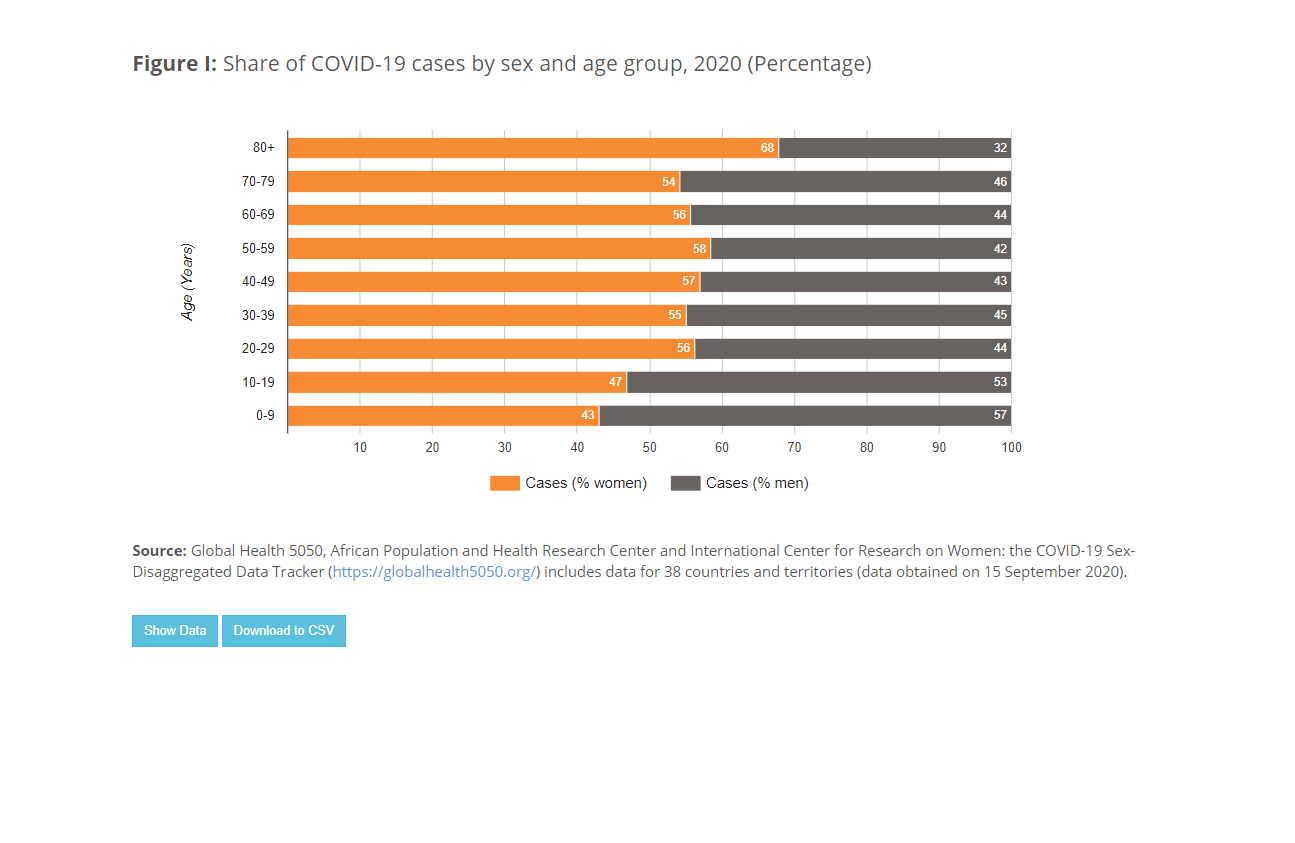 Figure I: Share of COVID-19 cases by sex and age group, 2020 (Percentage)
Age (Years)
80+ 68 32
70-79 54 46
60-69 56 44
50-59 58 42
40-49 57 43
30-39 55 45
20-29 56 44
10-19 47 53
0-9 43 57
10 20 30 40 50 60 70 80 90 100
Cases (% women) Cases (% men)
Source: Global Health 5050, African Population and Health Research Center and International Center for Research on Women: the COVID-19 Sex-
Disaggregated Data Tracker (https://globalhealth5050.org/) includes data for 38 countries and territories (data obtained on 15 September 2020).
Show Data Download to CSV